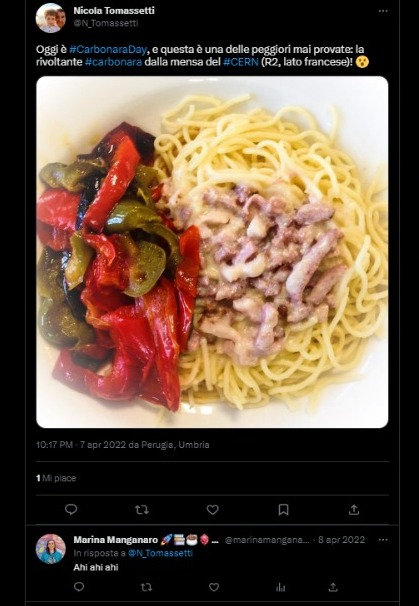 Nicola Tomassetti
@N_Tomassetti
Oggi è #CarbonaraDay, e questa è una delle peggiori mai provate: la
rivoltante #carbonara dalla mensa del #CERN (R2, lato francese)! 😮
10:17 PM · 7 apr 2022 da Perugia, Umbria
1 Mi piace
Marina Manganaro 🚀 ... @marinamangana... · 8 apr 2022
In risposta a @N_Tomassetti
Ahi ahi ahi